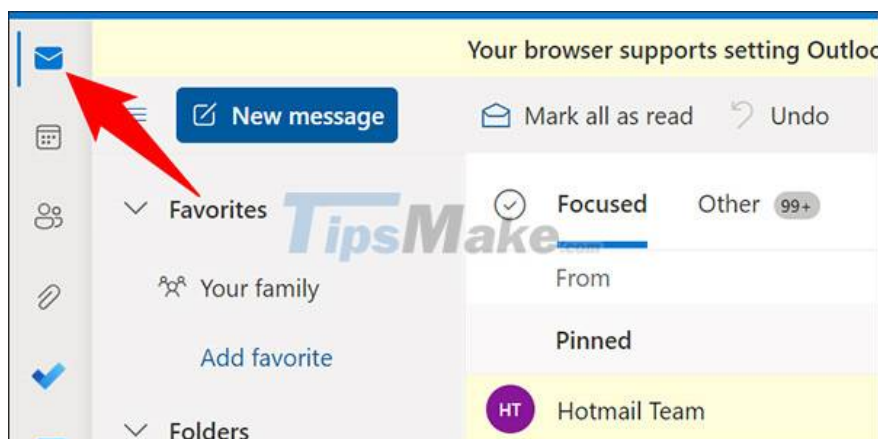 Your browser supports setting Outloo
New message
Mark all as read
Undo
Favorites
Focused
Other 99+
TipsMake.com
Your family
From
Add favorite
Pinned
HT Hotmail Team
Folders